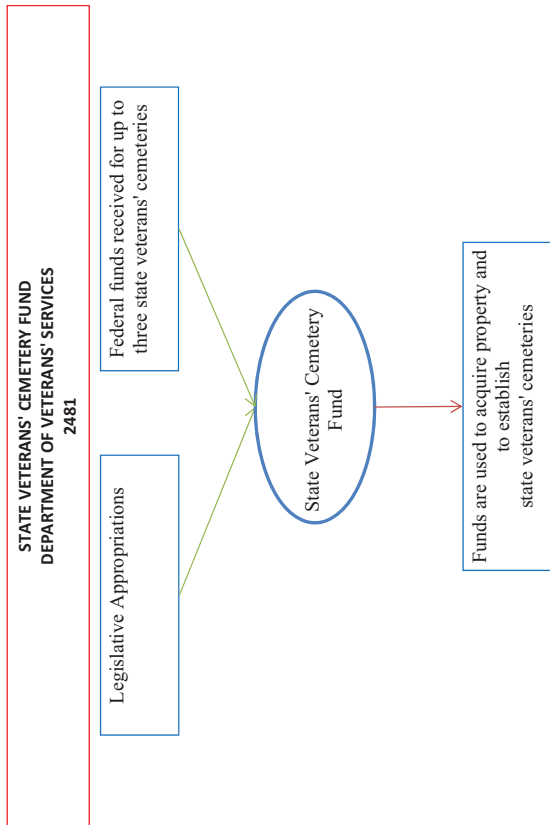 STATE VETERANS' CEMETERY FUND
DEPARTMENT OF VETERANS' SERVICES
2481
Legislative Appropriations
Federal funds received for up to
three state veterans' cemeteries
State Veterans' Cemetery
Fund
Funds are used to acquire property and
to establish
state veterans' cemeteries